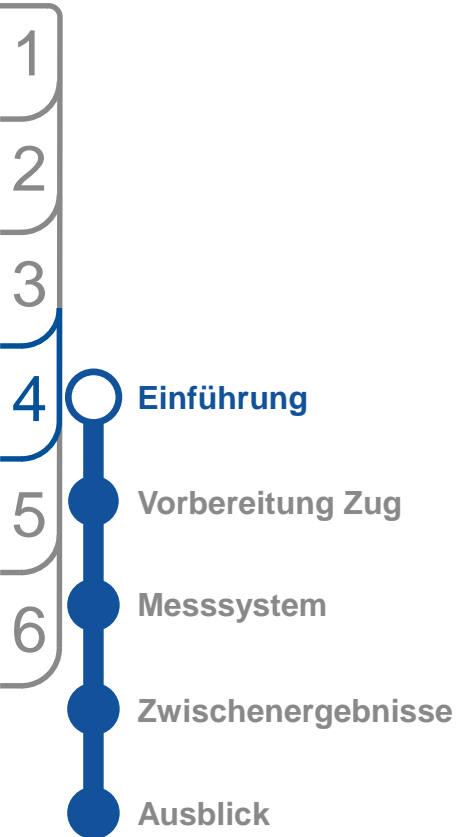 1
2
3
4
Einführung
5
Vorbereitung Zug
6
Messsystem
Zwischenergebnisse
Ausblick